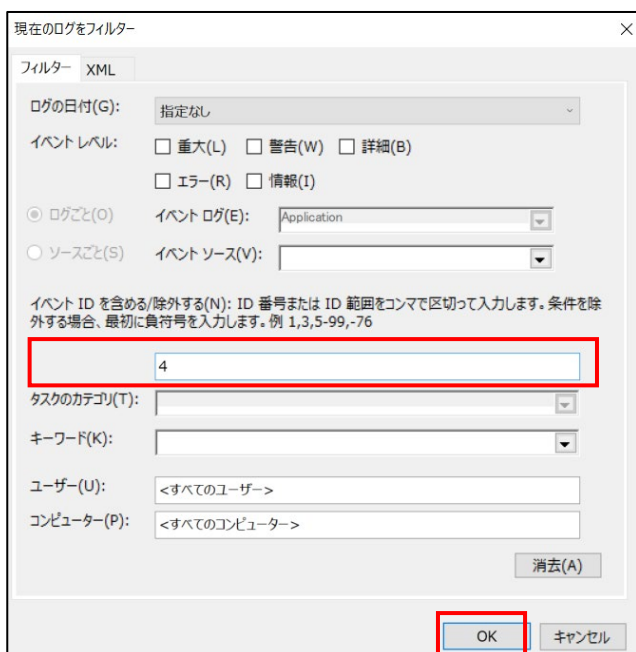 現在のログをフィルター
フィルター XML
ログの日付(G): 指定なし
イベント レベル: 重大(L) 警告(W) 詳細(B)
エラー(R) 情報(I)
ログごと(O) イベント ログ(E): Application
ソースごと(S) イベント ソース(V):
イベント ID を含める/除外する(N): ID 番号または ID 範囲をコンマで区切って入力します。条件を除
外する場合、最初に負符号を入力します。例 1,3,5-99,-76
4
タスクのカテゴリ(T):
キーワード(K):
ユーザー(U): <すべてのユーザー>
コンピューター(P): <すべてのコンピューター>
消去(A)
OK キャンセル